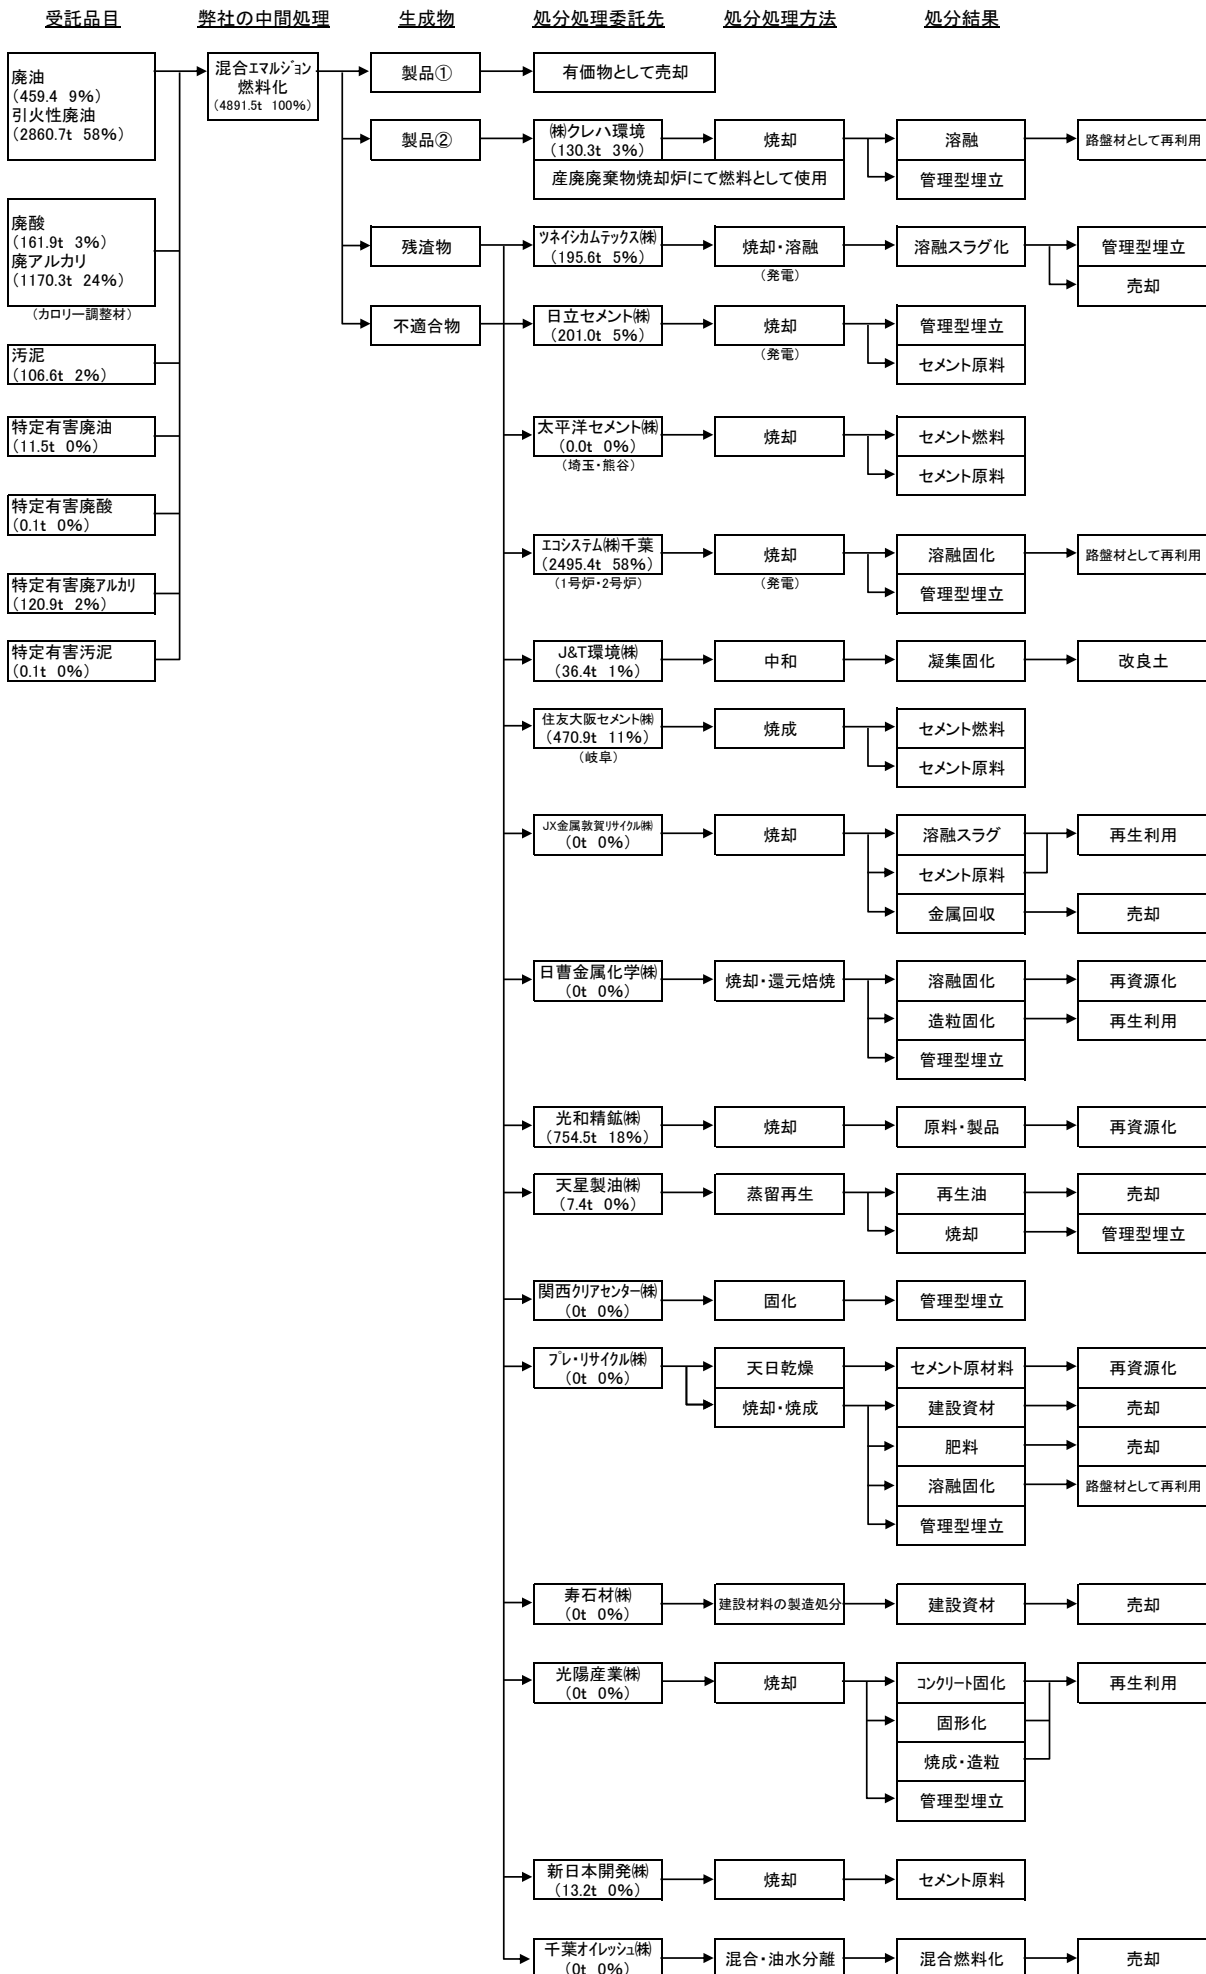 受託品目 弊社の中間処理 生成物 処分処理委託先 処分処理方法 処分結果
廃油
(459.4 9%)
引火性廃油
(2860.7t 58%)
混合エマルジョン
燃料化
(4891.5t 100%)
製品①
有価物として売却
製品②
㈱クレハ環境
(130.3t 3%)
焼却
溶融
路盤材として再利用
産廃廃棄物焼却炉にて燃料として使用
管理型埋立
廃酸
(161.9t 3%)
廃アルカリ
(1170.3t 24%)
(カロリー調整材)
残渣物
ツネイシカムテックス㈱
(195.6t 5%)
焼却・溶融
(発電)
溶融スラグ化
管理型埋立
売却
不適合物
日立セメント㈱
(201.0t 5%)
焼却
(発電)
管理型埋立
セメント原料
汚泥
(106.6t 2%)
特定有害廃油
(11.5t 0%)
太平洋セメント㈱
(0.0t 0%)
(埼玉・熊谷)
焼却
セメント燃料
セメント原料
特定有害廃酸
(0.1t 0%)
エコシステム㈱千葉
(2495.4t 58%)
(1号炉・2号炉)
焼却
(発電)
溶融固化
路盤材として再利用
管理型埋立
特定有害廃アルカリ
(120.9t 2%)
特定有害汚泥
(0.1t 0%)
J&T環境㈱
(36.4t 1%)
中和
凝集固化
改良土
住友大阪セメント㈱
(470.9t 11%)
(岐阜)
焼成
セメント燃料
セメント原料
JX金属敦賀リサイクル㈱
(0t 0%)
焼却
溶融スラグ
再生利用
セメント原料
金属回収
売却
日曹金属化学㈱
(0t 0%)
焼却・還元焙焼
溶融固化
再資源化
造粒固化
再生利用
管理型埋立
光和精鉱㈱
(754.5t 18%)
焼却
原料・製品
再資源化
天星製油㈱
(7.4t 0%)
蒸留再生
再生油
売却
焼却
管理型埋立
関西クリアセンター㈱
(0t 0%)
固化
管理型埋立
プレ・リサイクル㈱
(0t 0%)
天日乾燥
セメント原材料
再資源化
焼却・焼成
建設資材
売却
肥料
売却
溶融固化
路盤材として再利用
管理型埋立
寿石材㈱
(0t 0%)
建設材料の製造処分
建設資材
売却
光陽産業㈱
(0t 0%)
焼却
コンクリート固化
再生利用
固形化
焼成・造粒
管理型埋立
新日本開発㈱
(13.2t 0%)
焼却
セメント原料
千葉オイレッシュ㈱
(0t 0%)
混合・油水分離
混合燃料化
売却